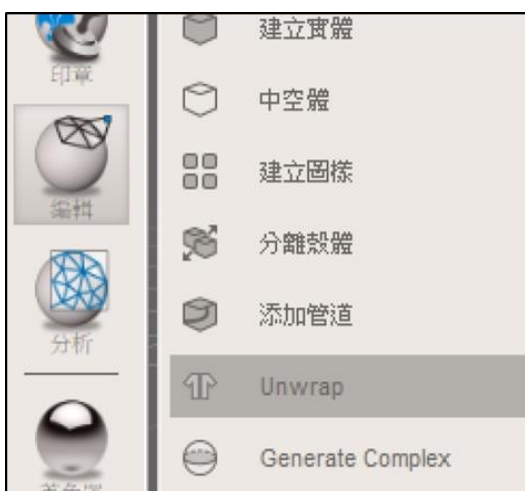 印章
編輯
分析
建立實體
中空體
建立圖樣
分離殼體
添加管道
Unwrap
Generate Complex